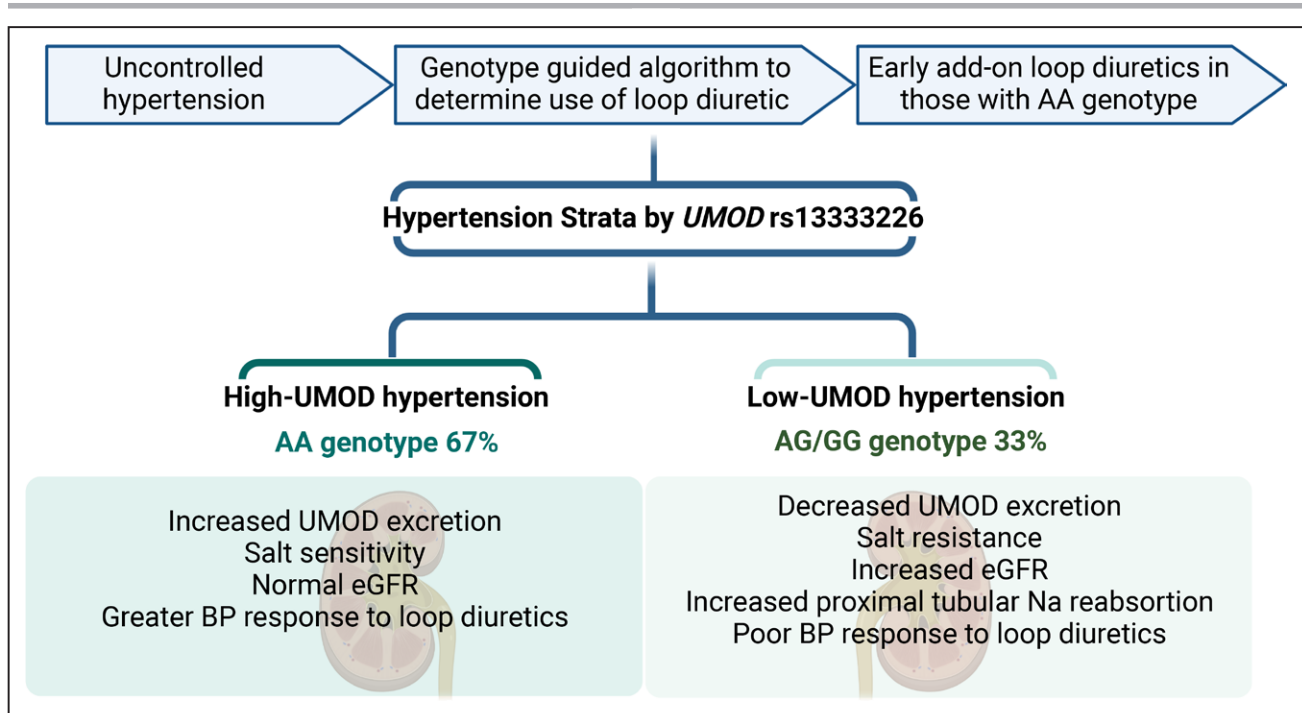 Uncontrolled
hypertension
Genotype guided algorithm to
determine use of loop diuretic
Early add-on loop diuretics in
those with AA genotype
Hypertension Strata by UMOD rs13333226
High-UMOD hypertension
AA genotype 67%
Increased UMOD excretion
Salt sensitivity
Normal eGFR
Greater BP response to loop diuretics
Low-UMOD hypertension
AG/GG genotype 33%
Decreased UMOD excretion
Salt resistance
Increased eGFR
Increased proximal tubular Na reabsortion
Poor BP response to loop diuretics